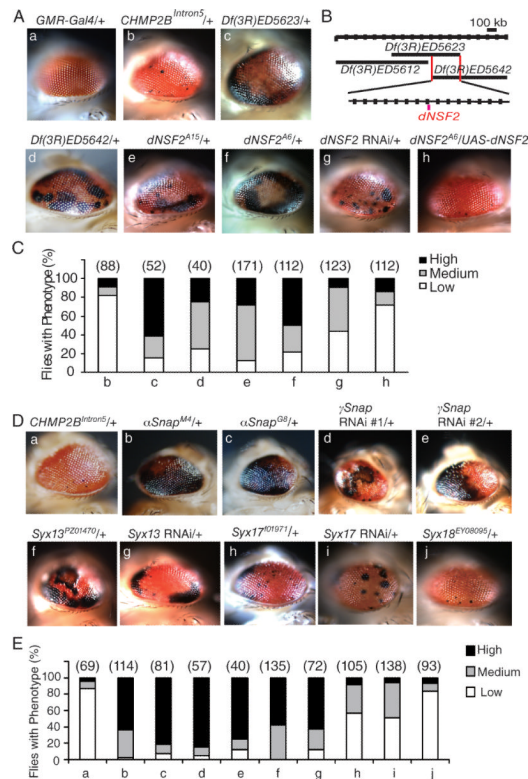 A GMR-Gal4/+ CHMP2B^Intron5/+ Df(3R)ED5623/+
a b c
B 100 kb
Df(3R)ED5623
Df(3R)ED5612 Df(3R)ED5642
dNSF2
Df(3R)ED5642/+ dNSF2^A15/+ dNSF2^A6/+ dNSF2 RNAi/+ dNSF2^A6/UAS-dNSF2
d e f g h
C
Flies with Phenotype (%)
100 80 60 40 20 0
(88) (52) (40) (171) (112) (123) (112)
High
Medium
Low
b c d e f g h
D CHMP2B^Intron5/+ αSnap^M4/+ αSnap^G8/+ γSnap RNAi #1/+ γSnap RNAi #2/+
a b c d e
Syx13^PZ01470/+ Syx13 RNAi/+ Syx17^f01971/+ Syx17 RNAi/+ Syx18^EY08095/+
f g h i j
E
Flies with Phenotype (%)
100 80 60 40 20 0
(69) (114) (81) (57) (40) (135) (72) (105) (138) (93)
High
Medium
Low
a b c d e f g h i j